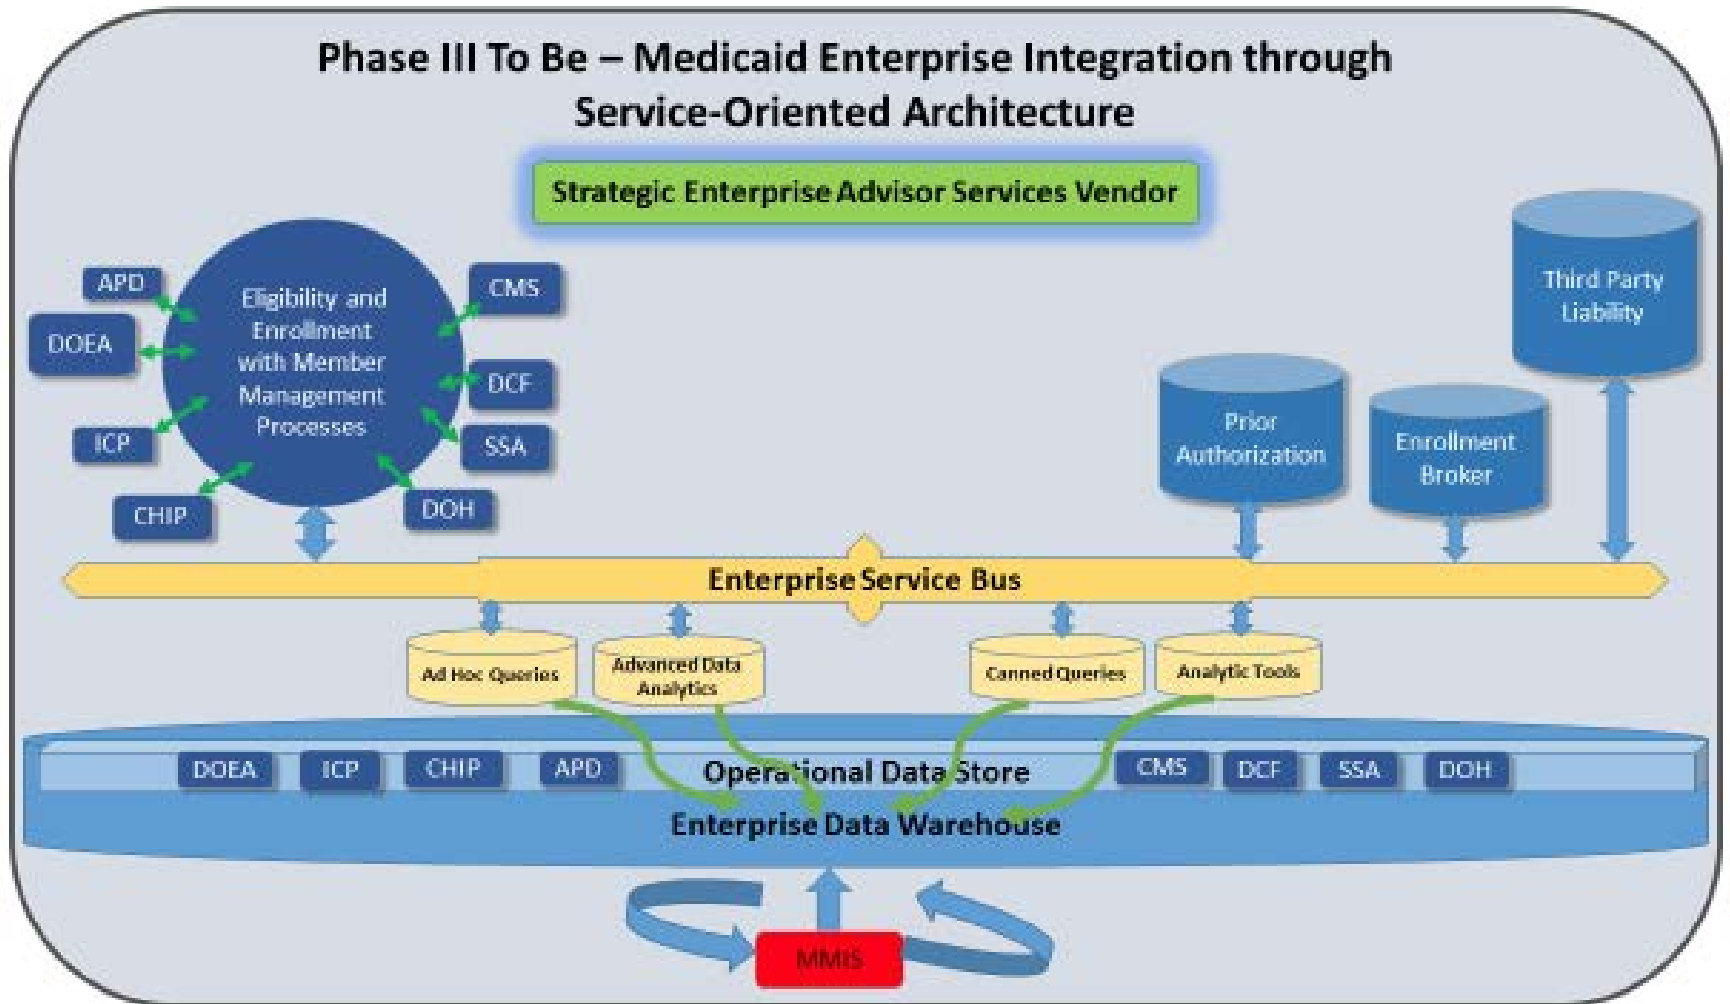 Phase III To Be – Medicaid Enterprise Integration through
Service-Oriented Architecture
Strategic Enterprise Advisor Services Vendor
APD
DOEA
ICP
CHIP
Eligibility and
Enrollment
with Member
Management
Processes
CMS
DCF
SSA
DOH
Prior
Authorization
Enrollment
Broker
Third Party
Liability
Enterprise Service Bus
Ad Hoc Queries
Advanced Data
Analytics
Canned Queries
Analytic Tools
DOEA
ICP
CHIP
APD
Operational Data Store
CMS
DCF
SSA
DOH
Enterprise Data Warehouse
MMIS